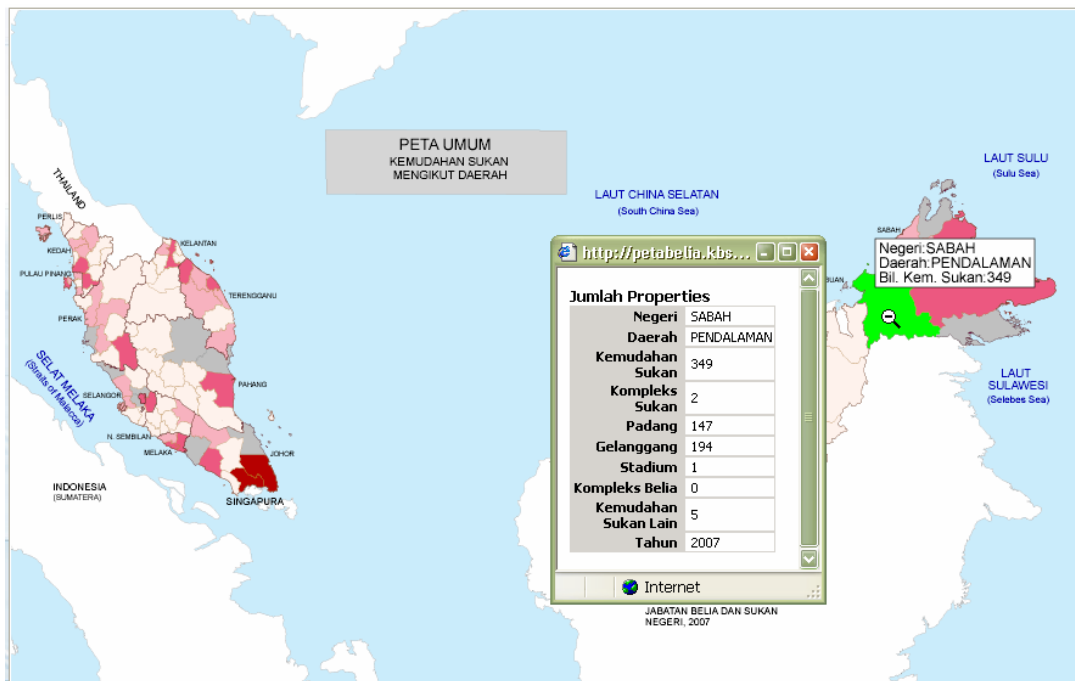 PETA UMUM
KEMUDAHAN SUKAN
MENGIKUT DAERAH
LAUT SULU
(Sulu Sea)
LAUT CHINA SELATAN
(South China Sea)
THAILAND
PERLIS
KEDAH
PULAU PINANG
PERAK
KELANTAN
TERENGGANU
PAHANG
SELANGOR
N. SEMBILAN
MELAKA
JOHOR
SINGAPURA
SELAT MELAKA
(Straits of Malacca)
INDONESIA
(SUMATERA)
SABAH
Negeri:SABAH
Daerah:PENDALAMAN
Bil. Kem. Sukan:349
BUAN
LAUT
SULAWESI
(Selebes Sea)
http://petabelia.kbs...
Jumlah Properties
Negeri SABAH
Daerah PENDALAMAN
Kemudahan
Sukan 349
Kompleks
Sukan 2
Padang 147
Gelanggang 194
Stadium 1
Kompleks Belia 0
Kemudahan
Sukan Lain 5
Tahun 2007
Internet
JABATAN BELIA DAN SUKAN
NEGERI, 2007